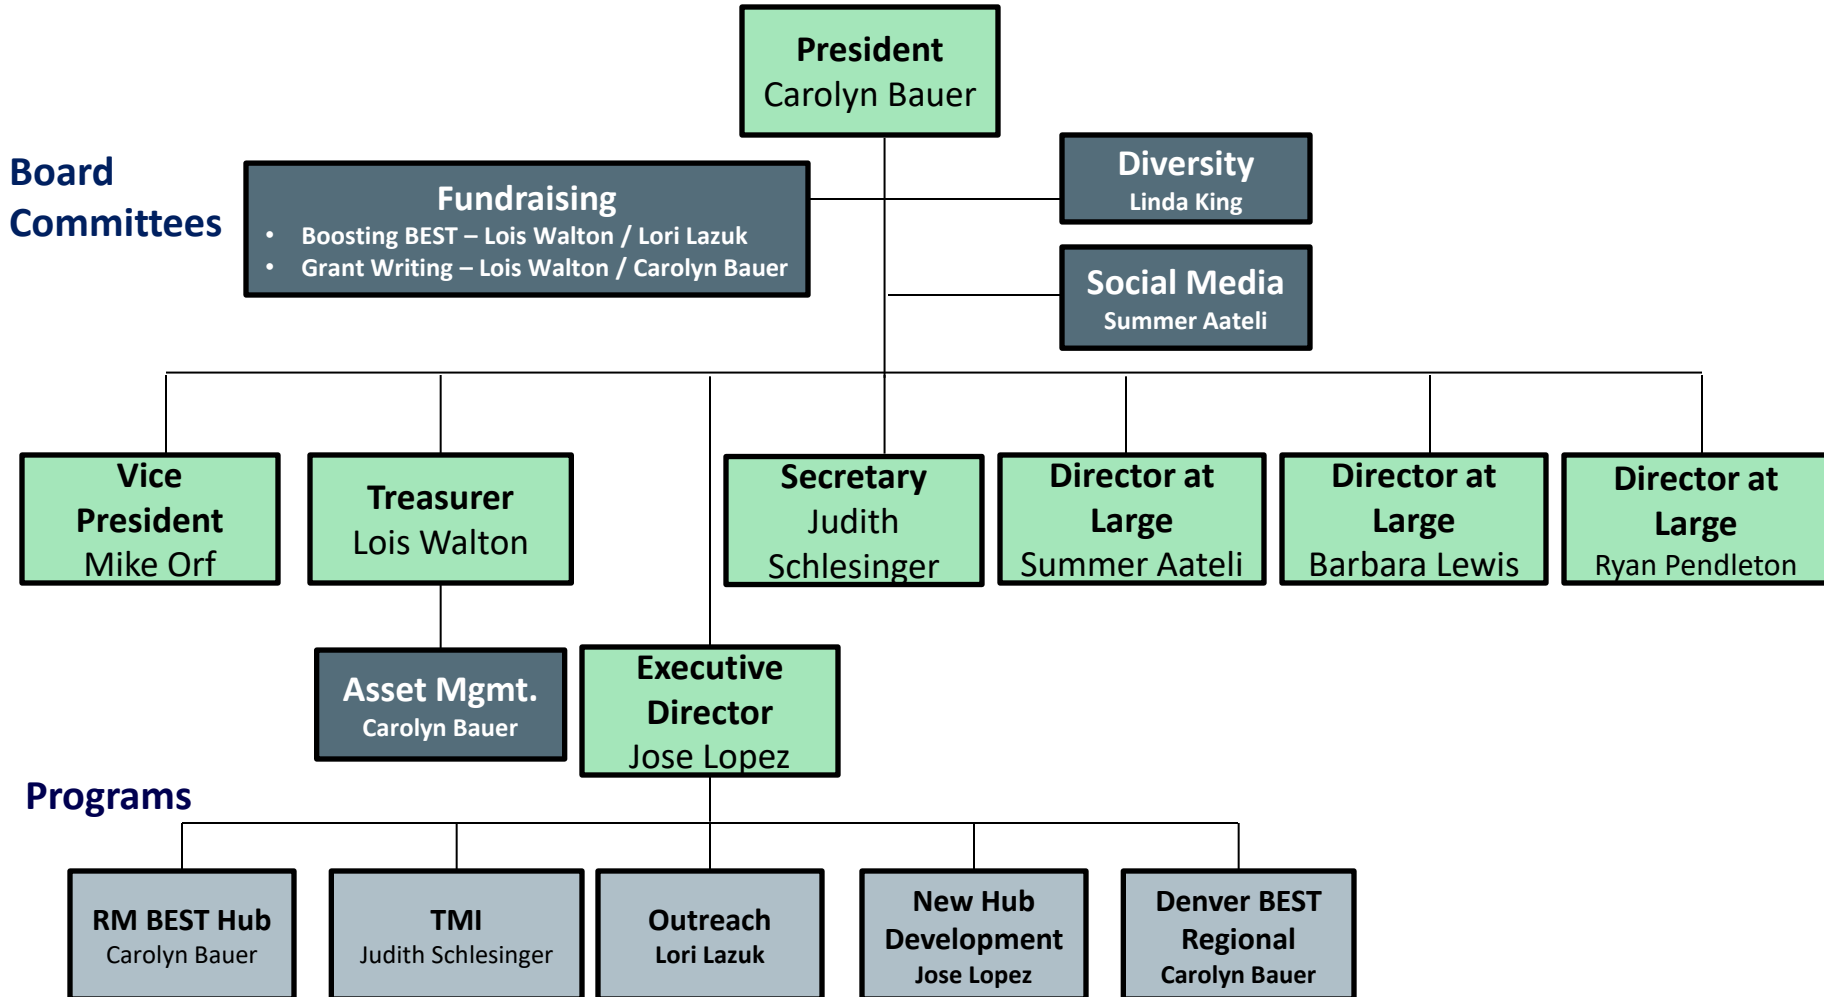 President
Carolyn Bauer
Board
Committees
Fundraising
• Boosting BEST – Lois Walton / Lori Lazuk
• Grant Writing – Lois Walton / Carolyn Bauer
Diversity
Linda King
Social Media
Summer Aateli
Vice
President
Mike Orf
Treasurer
Lois Walton
Secretary
Judith
Schlesinger
Director at
Large
Summer Aateli
Director at
Large
Barbara Lewis
Director at
Large
Ryan Pendleton
Asset Mgmt.
Carolyn Bauer
Executive
Director
Jose Lopez
Programs
RM BEST Hub
Carolyn Bauer
TMI
Judith Schlesinger
Outreach
Lori Lazuk
New Hub
Development
Jose Lopez
Denver BEST
Regional
Carolyn Bauer